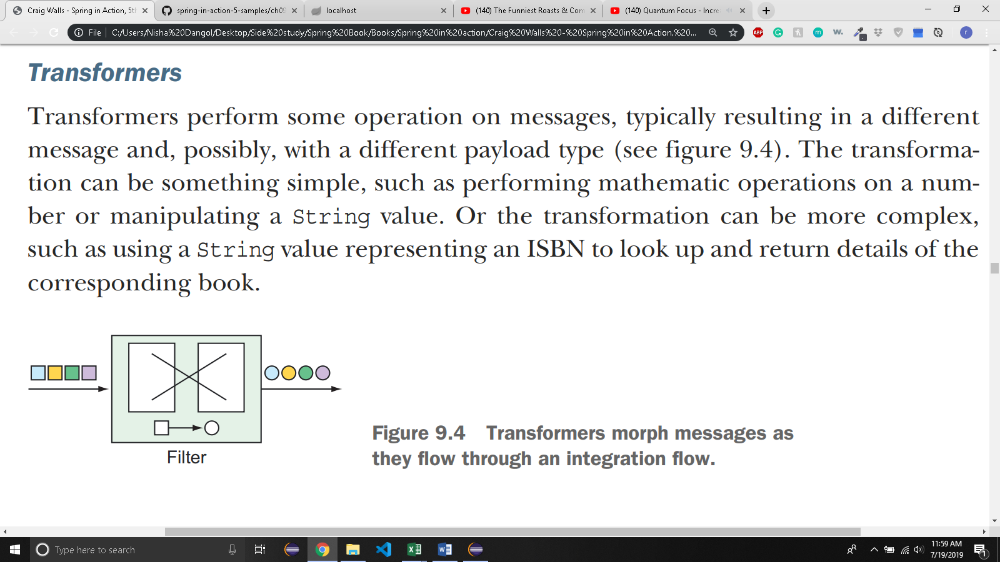 Craig Walls - Spring in Action, 5th
spring-in-action-5-samples/ch09
localhost
(140) The Funniest Roasts & Com
(140) Quantum Focus - Incre
File
C:/Users/Nisha%20Dangol/Desktop/Side%20study/Spring%20Book/Books/Spring%20in%20action/Craig%20Walls%20-%20Spring%20in%20Action,%20...
ABP
w.
r
Transformers
Transformers perform some operation on messages, typically resulting in a different
message and, possibly, with a different payload type (see figure 9.4). The transforma-
tion can be something simple, such as performing mathematic operations on a num-
ber or manipulating a String value. Or the transformation can be more complex,
such as using a String value representing an ISBN to look up and return details of the
corresponding book.
Filter
Figure 9.4 Transformers morph messages as
they flow through an integration flow.
Type here to search
11:59 AM
7/19/2019
1